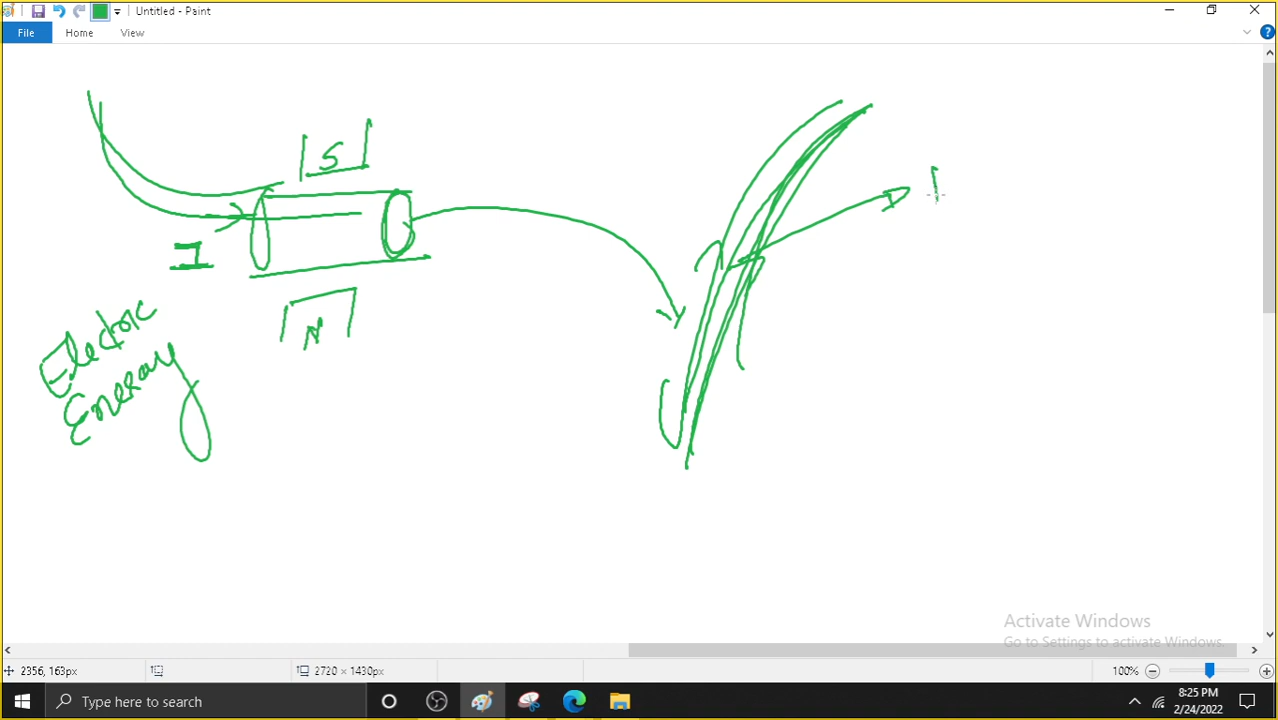 Untitled - Paint
File Home View
S
I
N
Electric
Energy
Activate Windows
Go to Settings to activate Windows.
2356, 163px
2720 × 1430px
100%
Type here to search
8:25 PM
2/24/2022